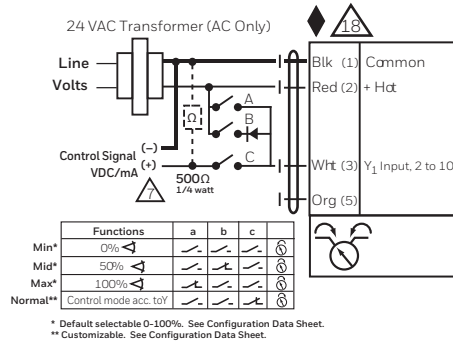 24 VAC Transformer (AC Only)
18
Line
Volts
Blk (1) Common
Red (2) + Hot
A
Ω
B
C
Control Signal (–)
VDC/mA (+)
7
500Ω
1/4 watt
Wht (3) Y1 Input, 2 to 10
Org (5)
Functions a b c
Min* 0%
Mid* 50%
Max* 100%
Normal** Control mode acc. toY
* Default selectable 0-100%. See Configuration Data Sheet.
** Customizable. See Configuration Data Sheet.